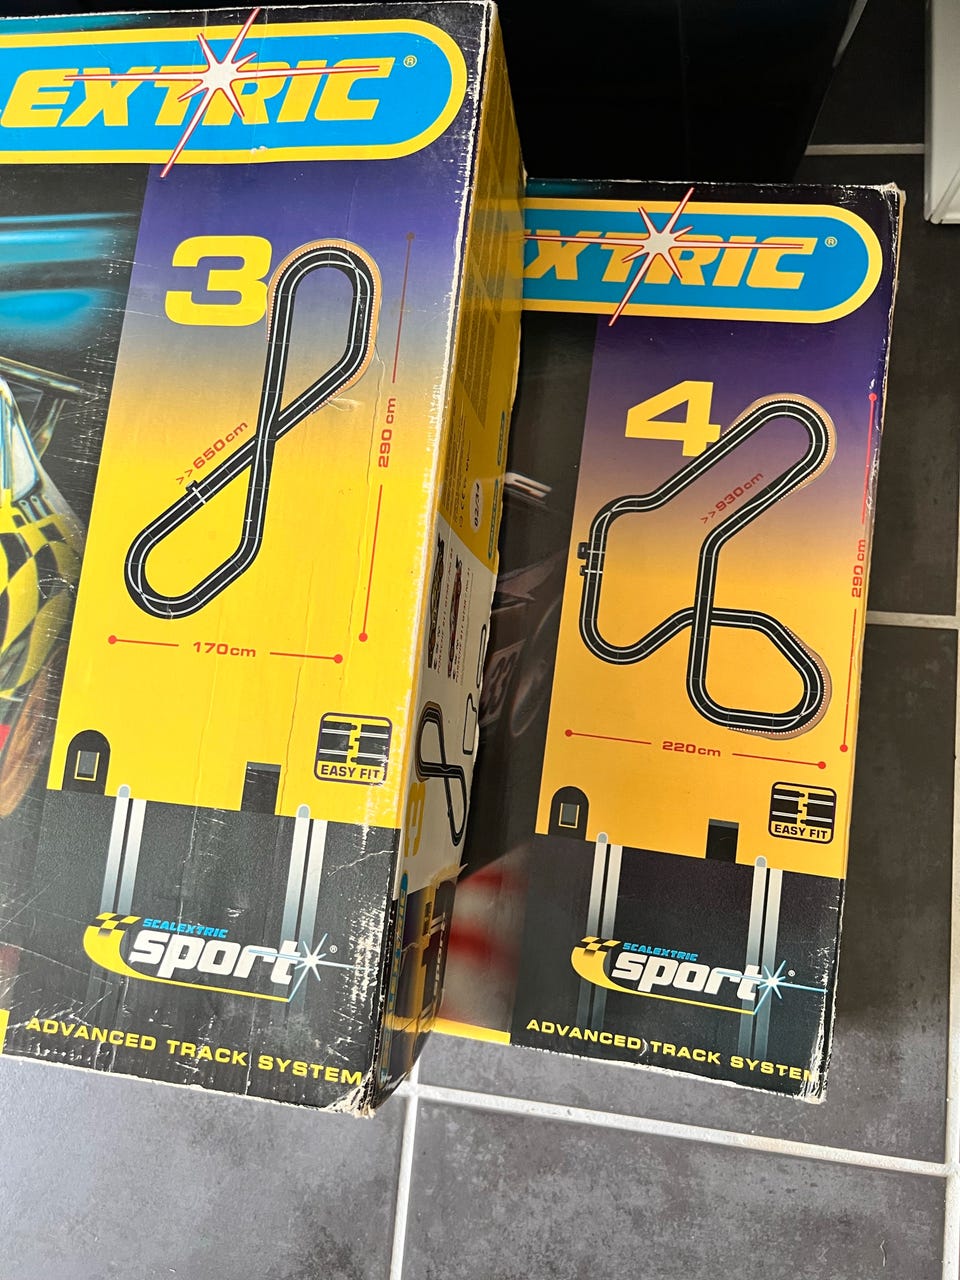 EXTRIC®
3
>>650cm
290cm
170cm
EASY FIT
SCALEXTRIC
sport®
ADVANCED TRACK SYSTEM
3
EXTRIC®
4
>>930cm
290cm
220cm
EASY FIT
SCALEXTRIC
sport®
ADVANCED TRACK SYSTEM